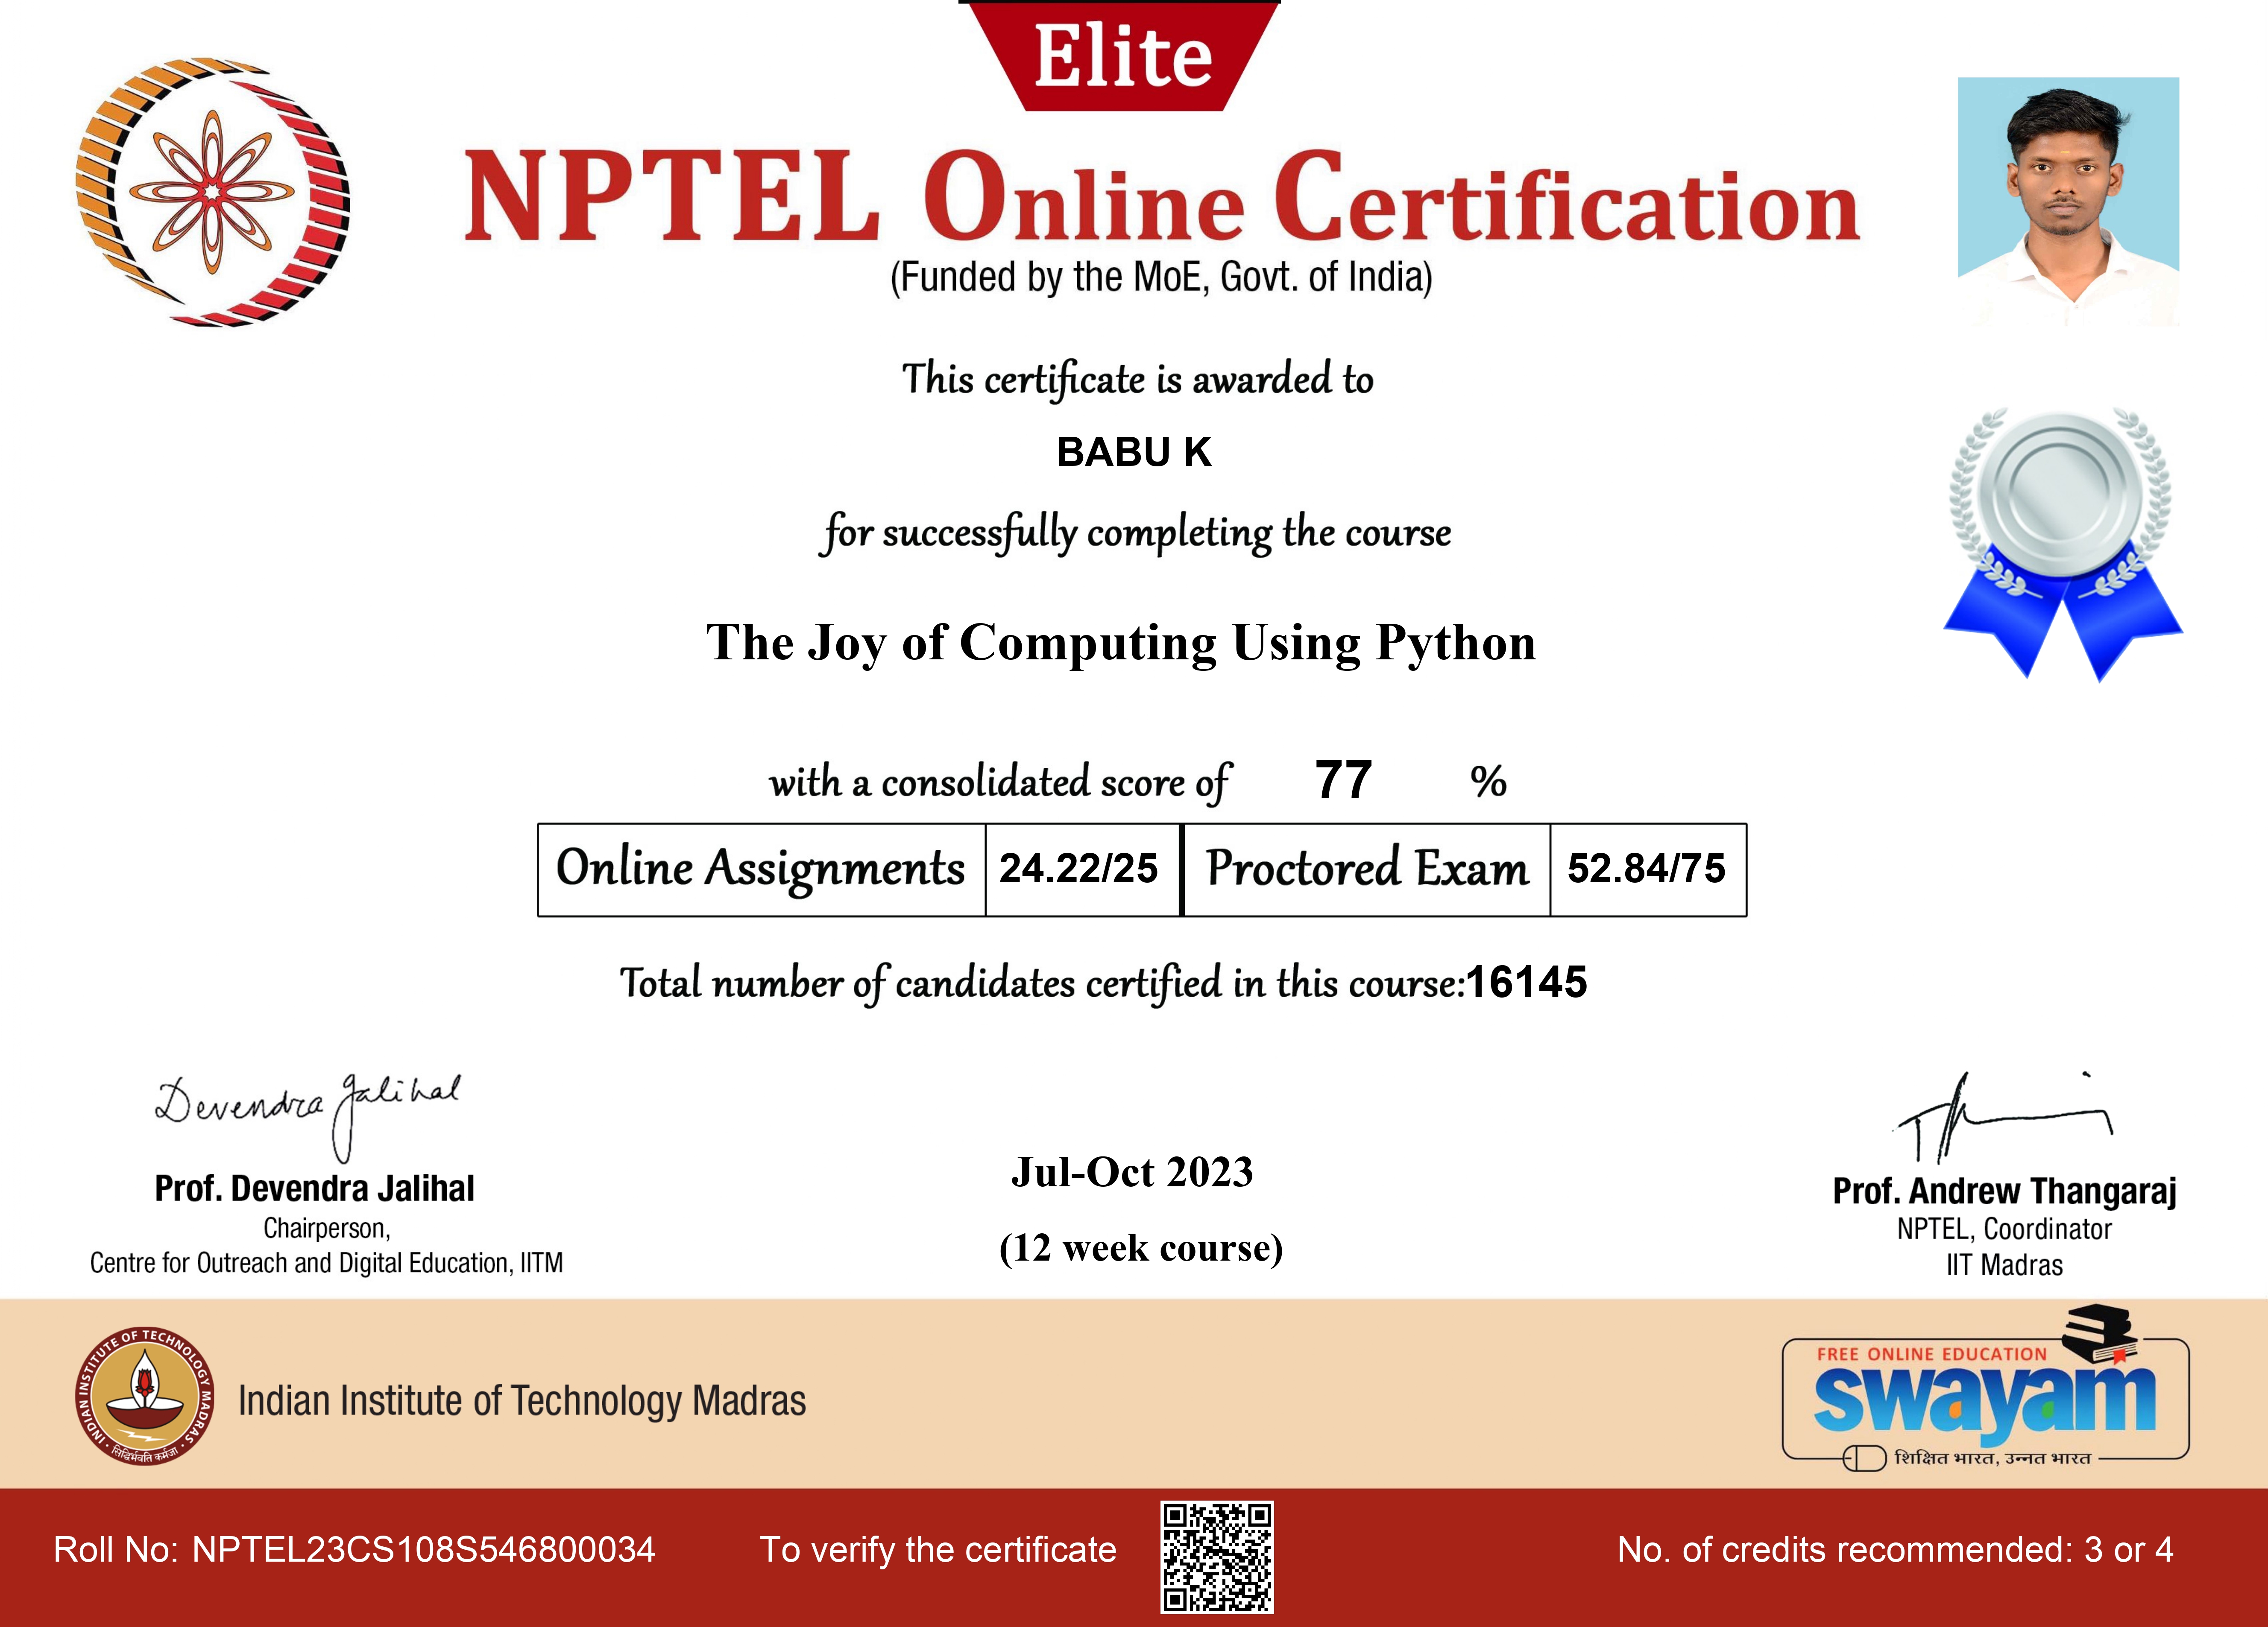 Elite
NPTEL Online Certification
(Funded by the MoE, Govt. of India)
This certificate is awarded to
BABU K
for successfully completing the course
The Joy of Computing Using Python
with a consolidated score of 77 %
Online Assignments 24.22/25 Proctored Exam 52.84/75
Total number of candidates certified in this course:16145
Devendra Jalihal
Prof. Devendra Jalihal
Chairperson,
Centre for Outreach and Digital Education, IITM
Jul-Oct 2023
(12 week course)
Prof. Andrew Thangaraj
NPTEL, Coordinator
IIT Madras
INDIAN INSTITUTE OF TECHNOLOGY MADRAS
सिद्धिर्भवति कर्मजा
Indian Institute of Technology Madras
FREE ONLINE EDUCATION
swayam
शिक्षित भारत, उन्नत भारत
Roll No: NPTEL23CS108S546800034
To verify the certificate
No. of credits recommended: 3 or 4